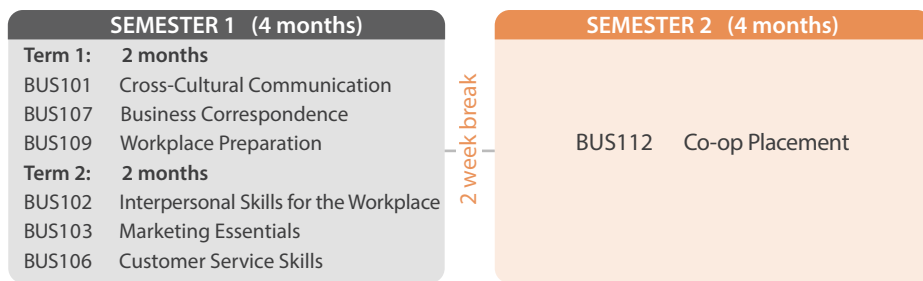 SEMESTER 1 (4 months)
Term 1: 2 months
BUS101 Cross-Cultural Communication
BUS107 Business Correspondence
BUS109 Workplace Preparation
Term 2: 2 months
BUS102 Interpersonal Skills for the Workplace
BUS103 Marketing Essentials
BUS106 Customer Service Skills
2 week break
SEMESTER 2 (4 months)
BUS112 Co-op Placement